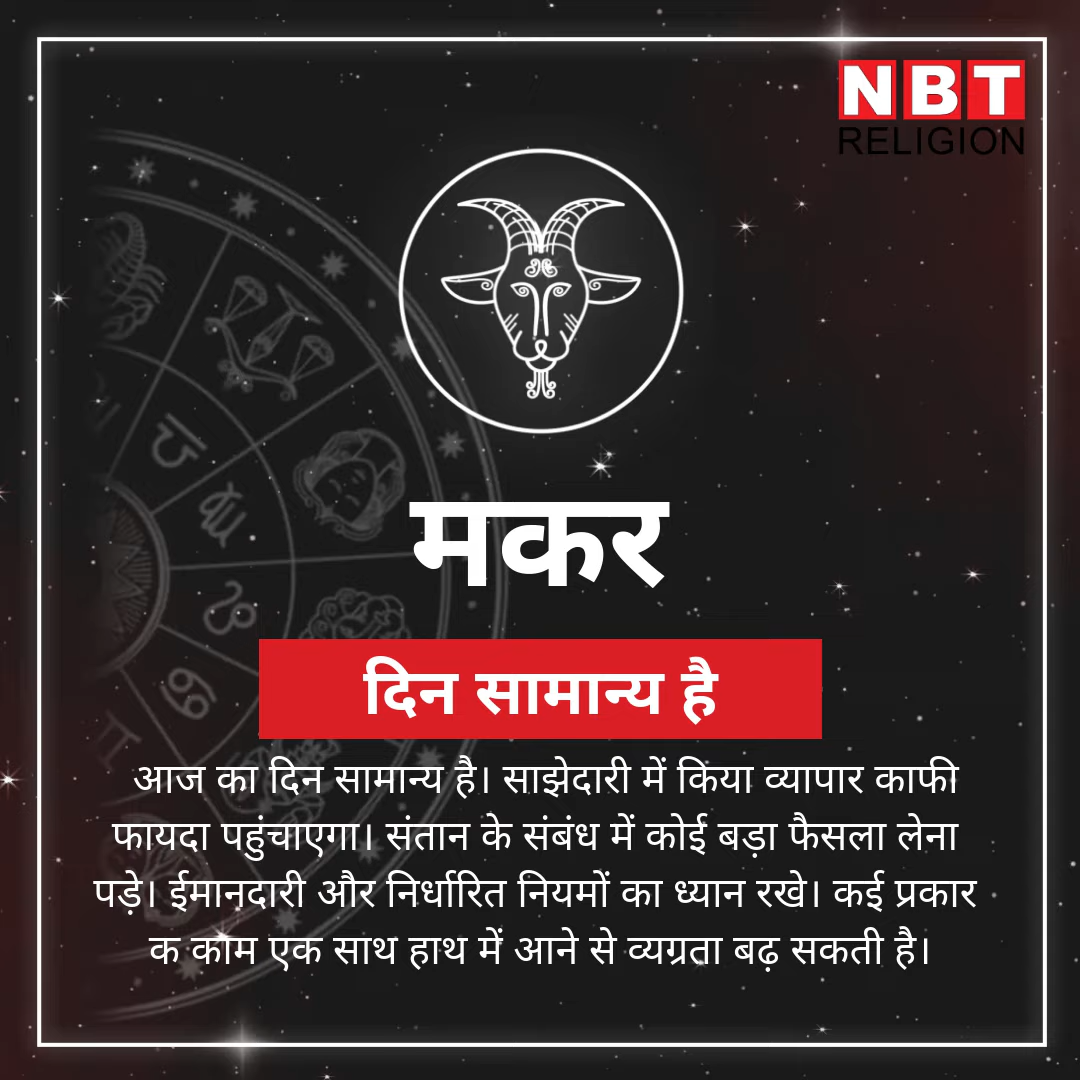 NBT
RELIGION
मकर
दिन सामान्य है
आज का दिन सामान्य है। साझेदारी में किया व्यापार काफी
फायदा पहुंचाएगा। संतान के संबंध में कोई बड़ा फैसला लेना
पड़े। ईमानदारी और निर्धारित नियमों का ध्यान रखे। कई प्रकार
क काम एक साथ हाथ में आने से व्यग्रता बढ़ सकती है।